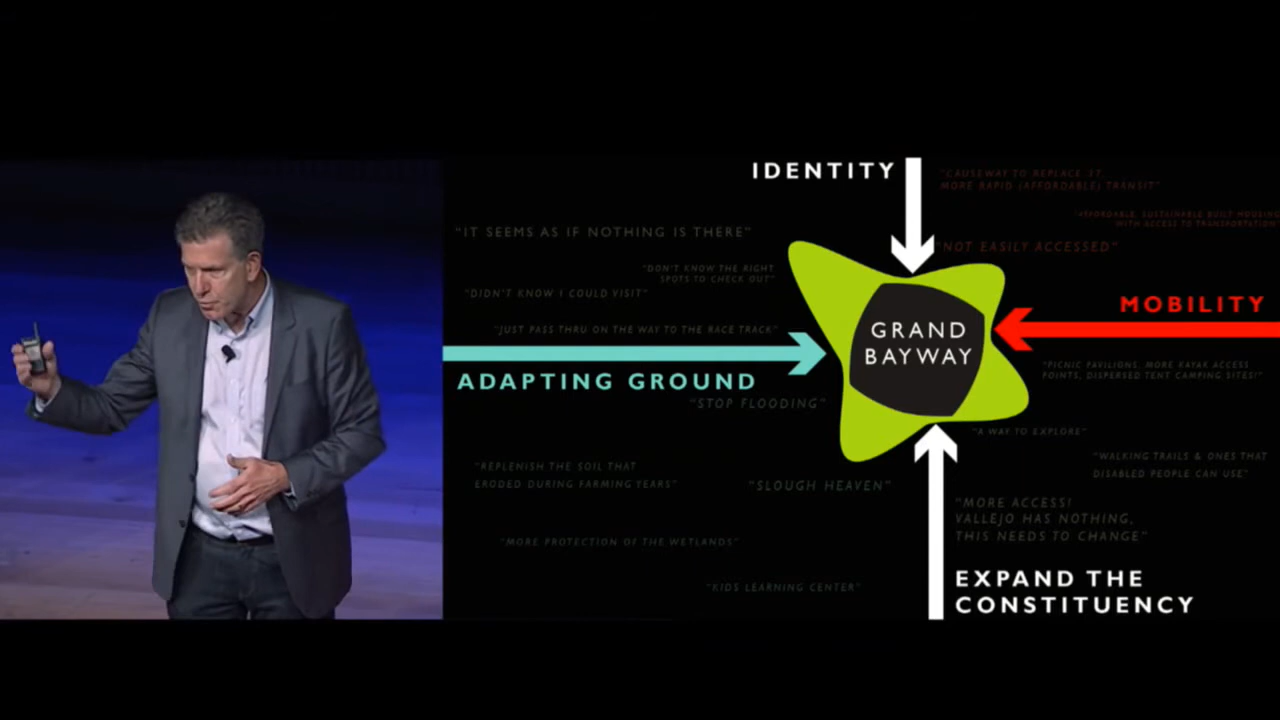 IDENTITY
"CAUSEWAY TO REPLACE 37...
MORE RAPID (AFFORDABLE) TRANSIT"
"AFFORDABLE, SUSTAINABLE BUILT HOUSING
WITH ACCESS TO TRANSPORTATION"
"IT SEEMS AS IF NOTHING IS THERE"
"NOT EASILY ACCESSED"
"DON'T KNOW THE RIGHT
SPOTS TO CHECK OUT"
"DIDN'T KNOW I COULD VISIT"
MOBILITY
"JUST PASS THRU ON THE WAY TO THE RACE TRACK"
GRAND
BAYWAY
ADAPTING GROUND
"PICNIC PAVILIONS, MORE KAYAK ACCESS
POINTS, DISPERSED TENT CAMPING SITES!"
"STOP FLOODING"
"A WAY TO EXPLORE"
"WALKING TRAILS & ONES THAT
DISABLED PEOPLE CAN USE"
"REPLENISH THE SOIL THAT
ERODED DURING FARMING YEARS"
"SLOUGH HEAVEN"
"MORE ACCESS!
VALLEJO HAS NOTHING,
THIS NEEDS TO CHANGE"
"MORE PROTECTION OF THE WETLANDS"
"KIDS LEARNING CENTER"
EXPAND THE
CONSTITUENCY